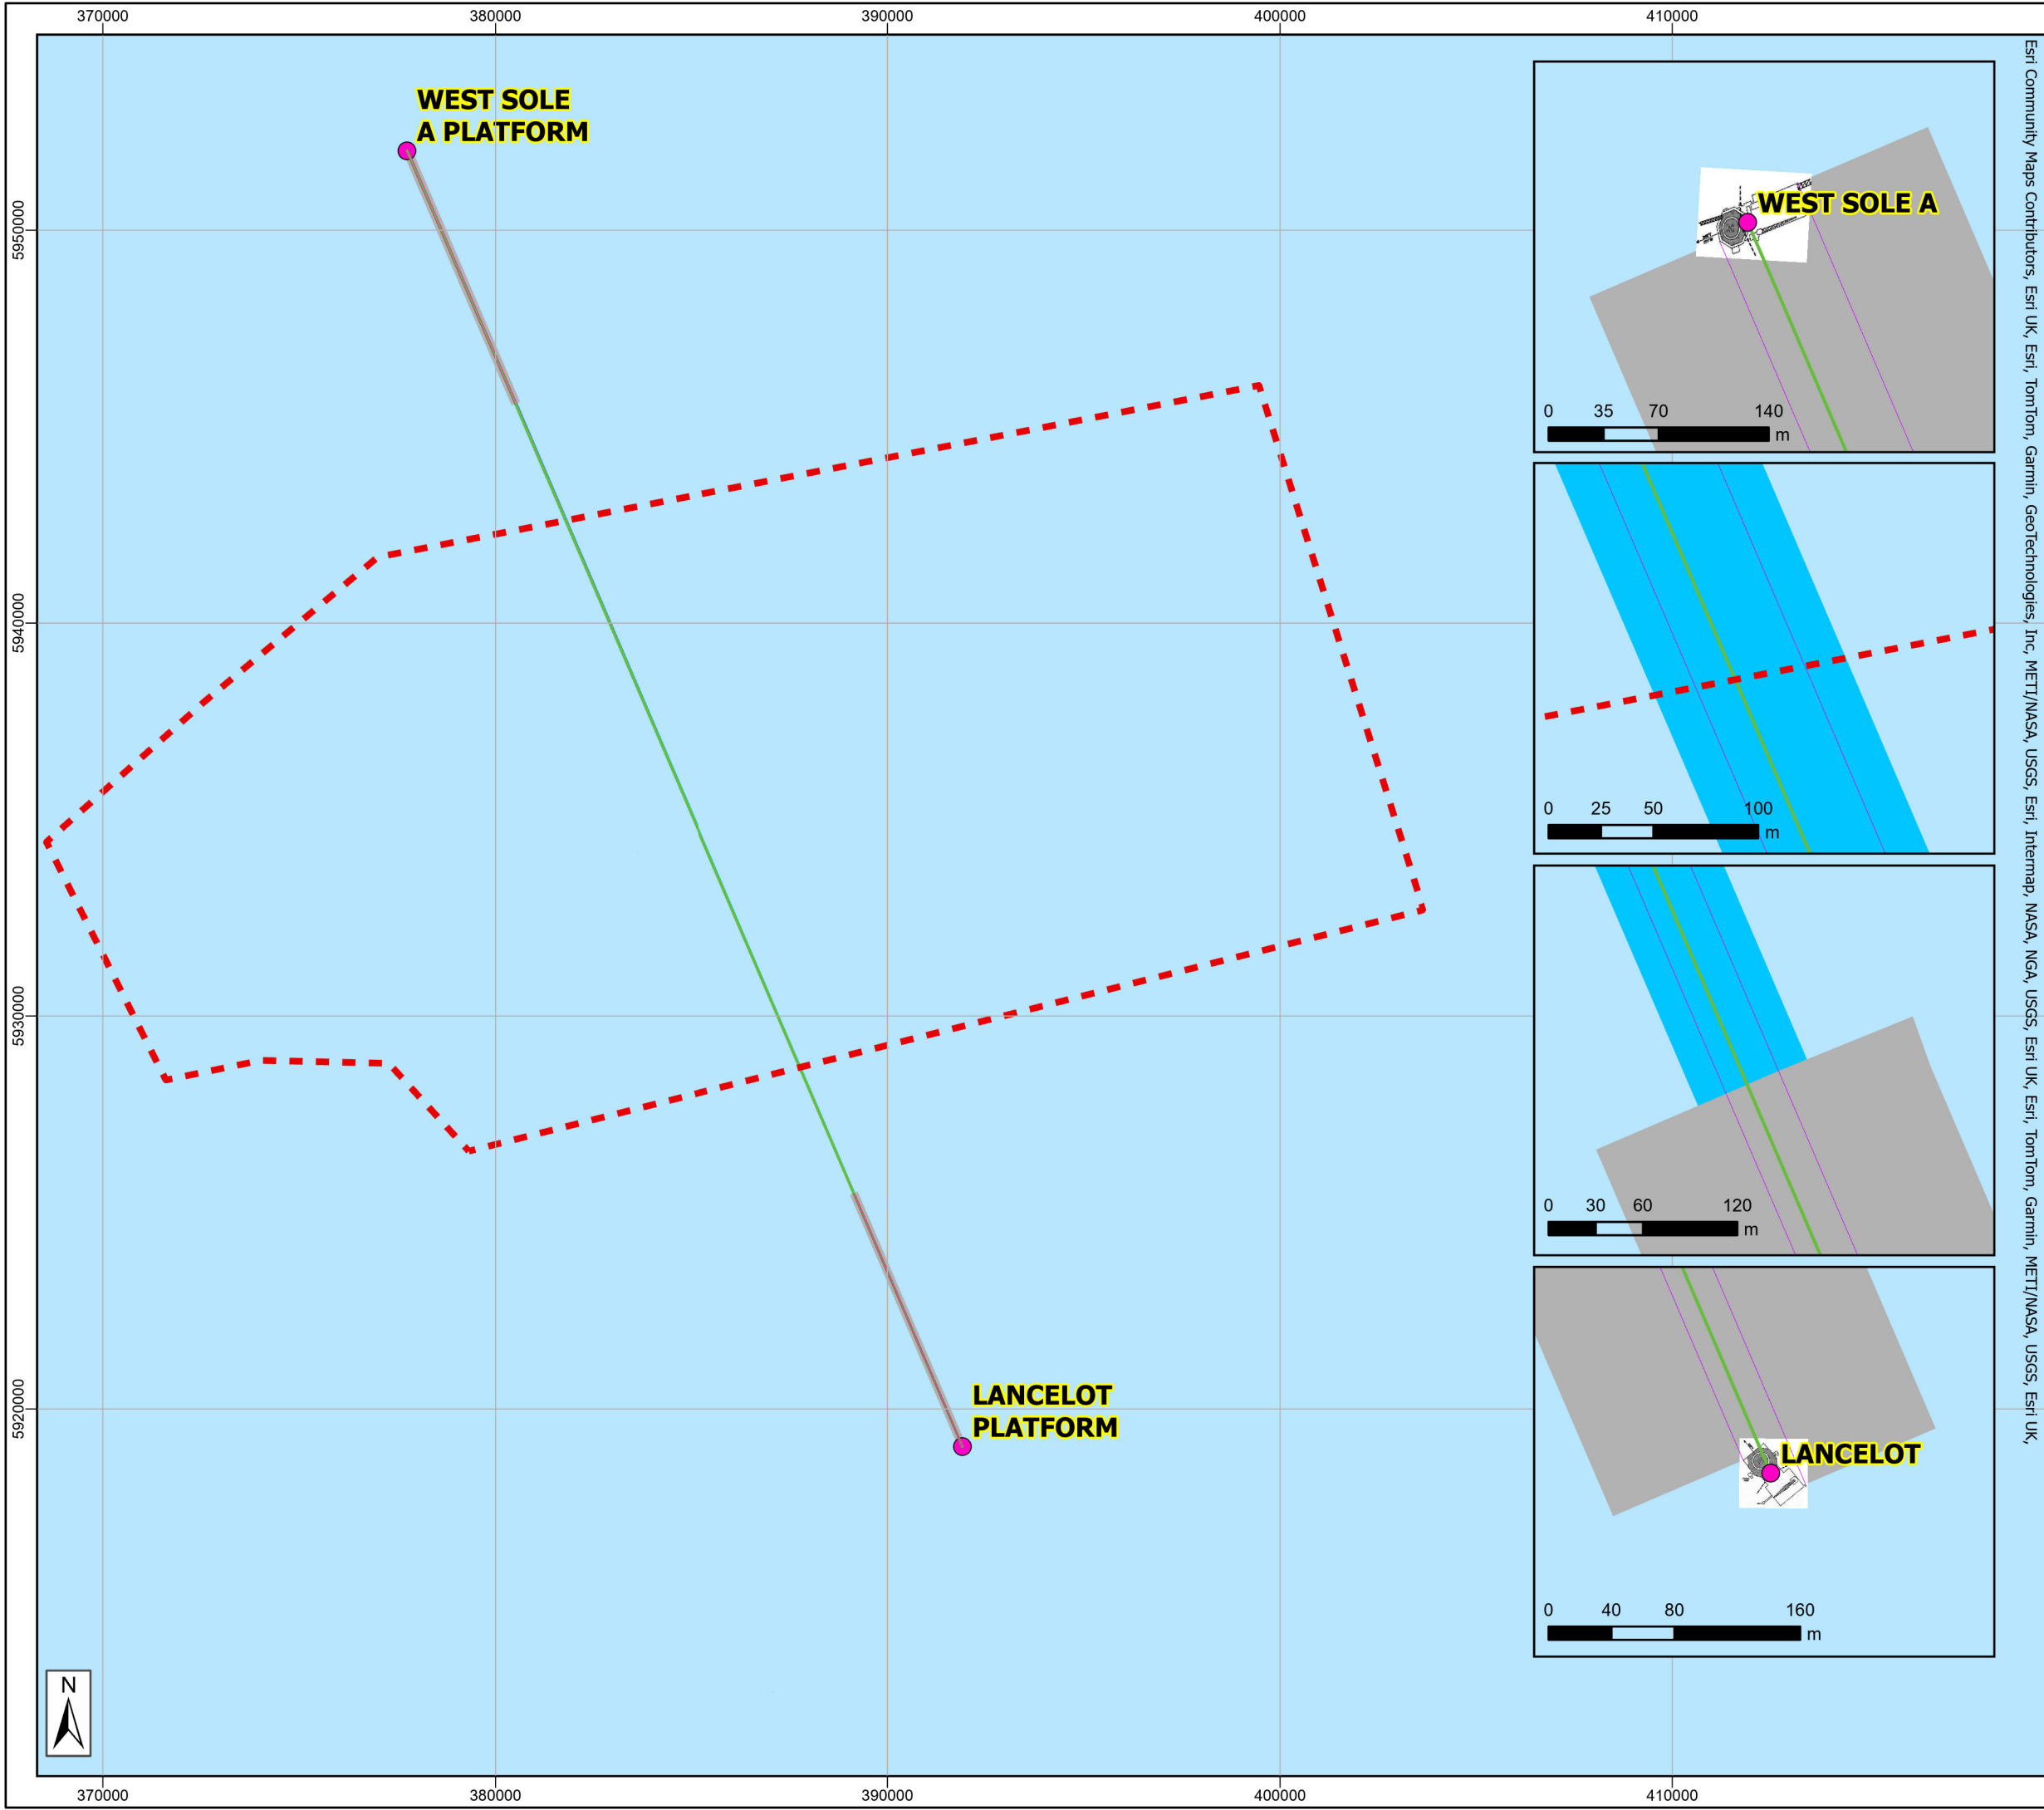 370000 380000 390000 400000 410000
5950000
5940000
5930000
5920000
WEST SOLE
A PLATFORM
LANCELOT
PLATFORM
N
370000 380000 390000 400000 410000
WEST SOLE A
0 35 70 140
m
0 25 50 100
m
0 30 60 120
m
LANCELOT
0 40 80 160
m
Esri Community Maps Contributors, Esri UK, Esri, TomTom, Garmin, GeoTechnologies, Inc, METI/NASA, USGS, Esri, Intermap, NASA, NGA, USGS, Esri UK, Esri, TomTom, Garmin, METI/NASA, USGS, Esri UK,